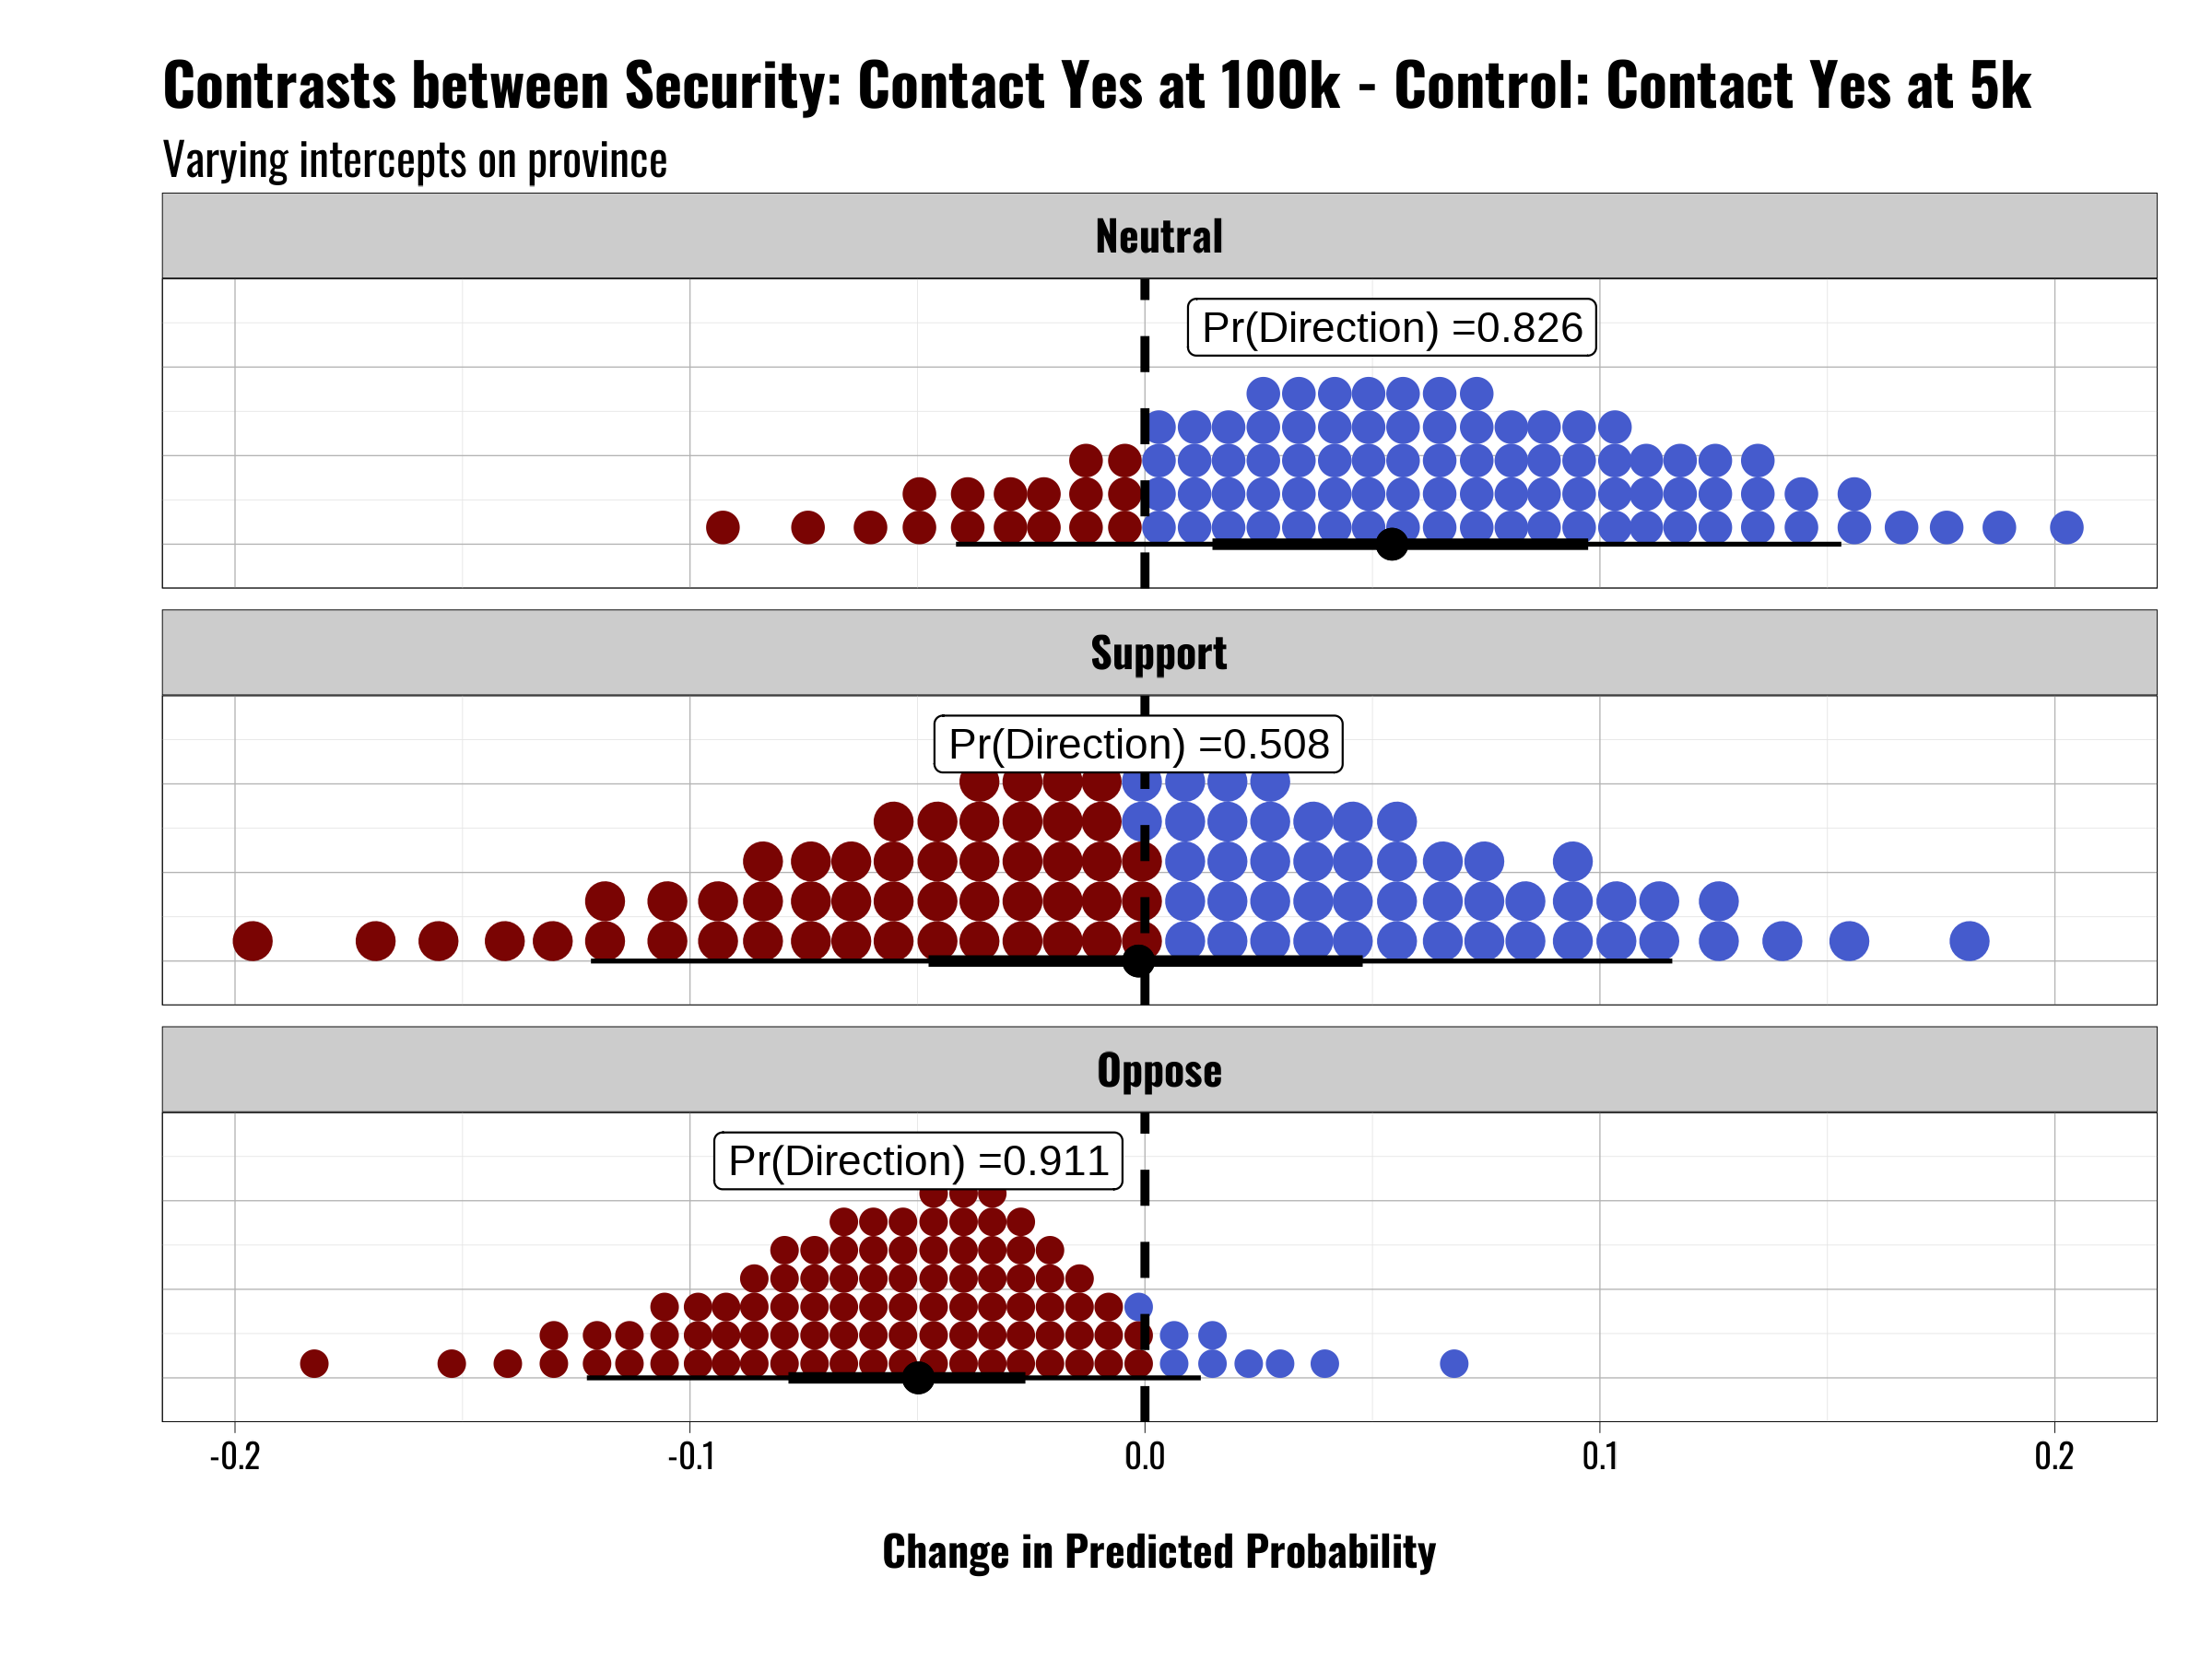 Contrasts between Security: Contact Yes at 100k - Control: Contact Yes at 5k
Varying intercepts on province
Neutral
Pr(Direction) =0.826
Support
Pr(Direction) =0.508
Oppose
Pr(Direction) =0.911
-0.2 -0.1 0.0 0.1 0.2
Change in Predicted Probability